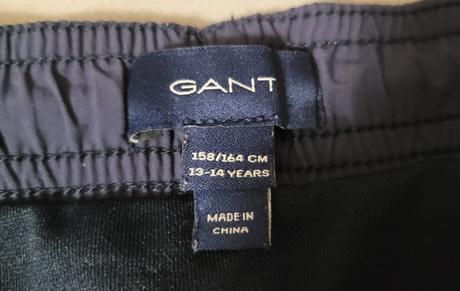 GANT
158/164 CM
13-14 YEARS
MADE IN
CHINA